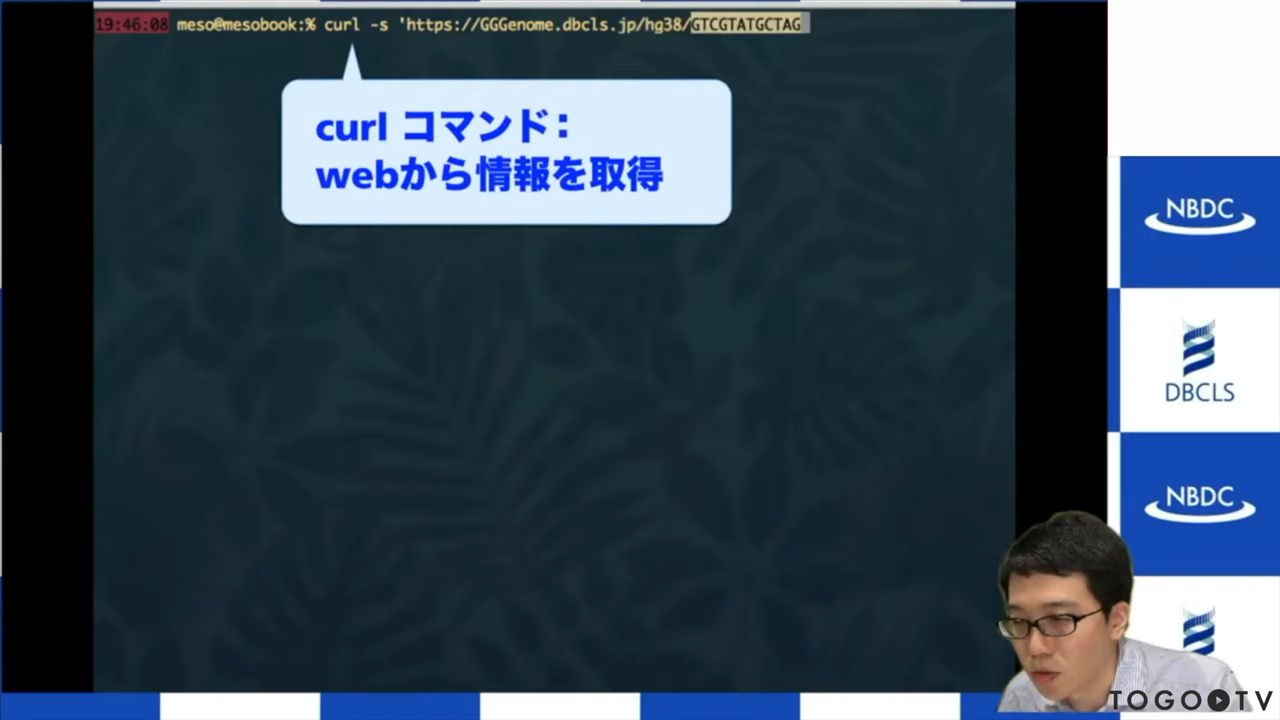 19:46:08 meso@mesobook:% curl -s 'https://GGGenome.dbcls.jp/hg38/GTCGTATGCTAG
curl コマンド：
webから情報を取得
NBDC
DBCLS
NBDC
TOGOTV